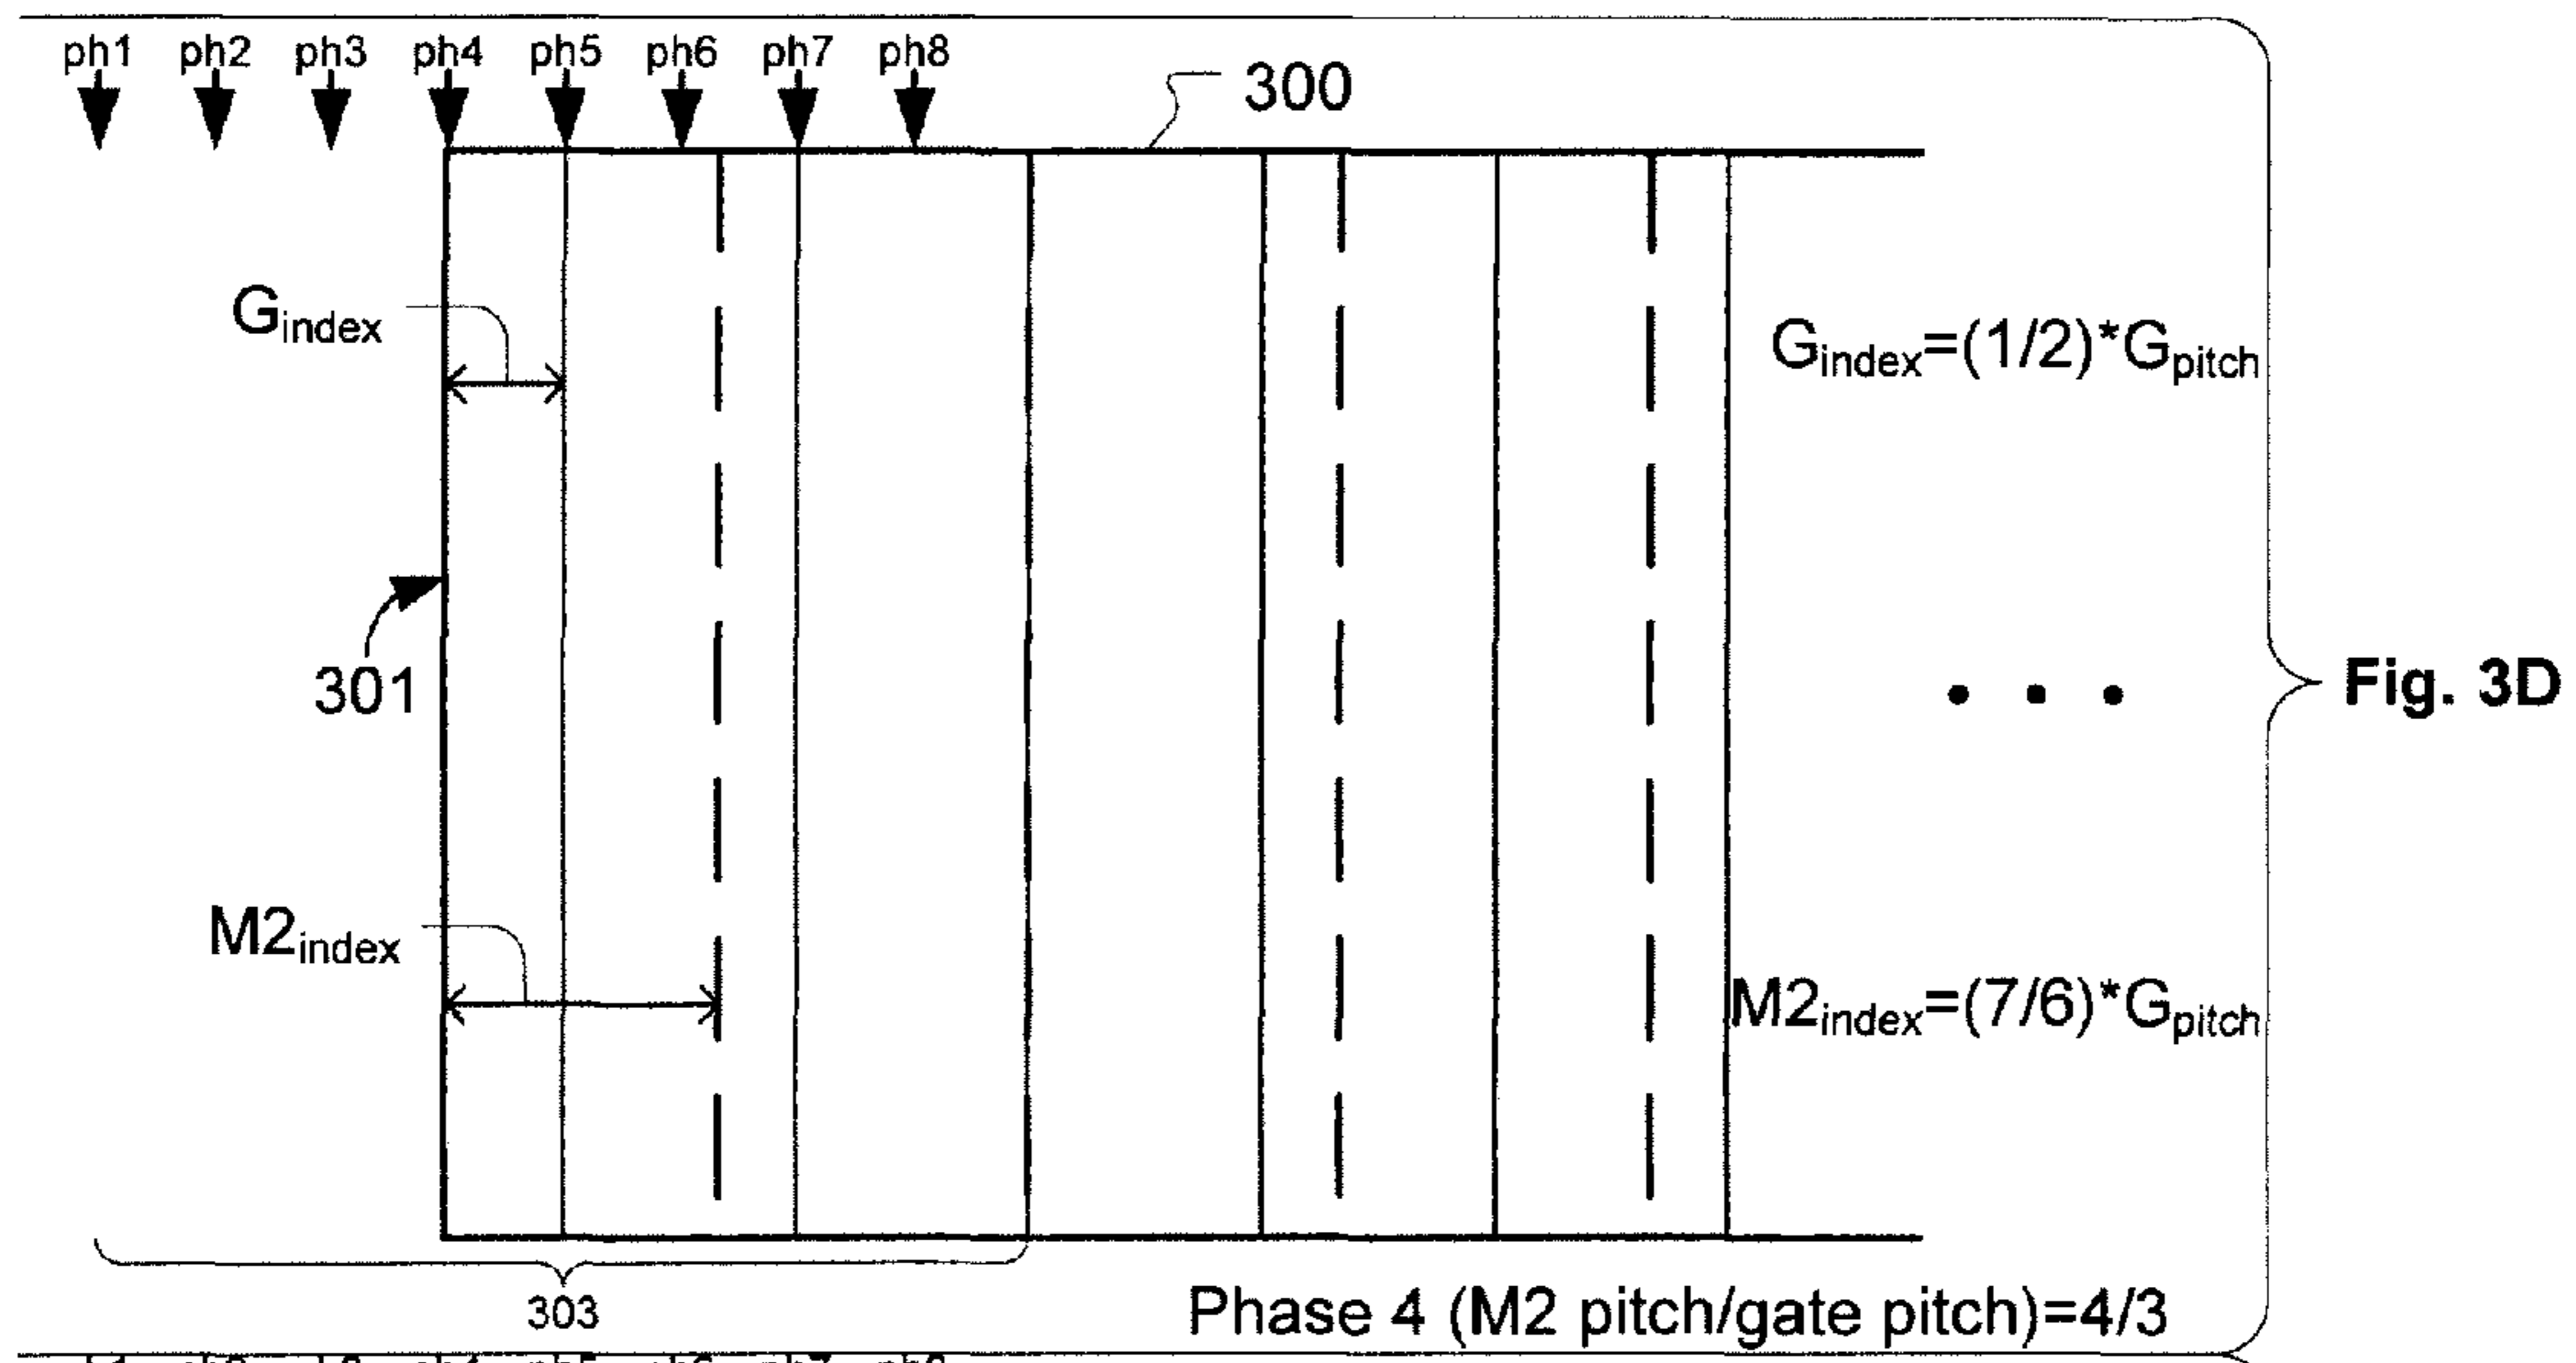 ph1 ph2 ph3 ph4 ph5 ph6 ph7 ph8
300
Gindex
Gindex=(1/2)*Gpitch
301
Fig. 3D
M2index
M2index=(7/6)*Gpitch
303
Phase 4 (M2 pitch/gate pitch)=4/3